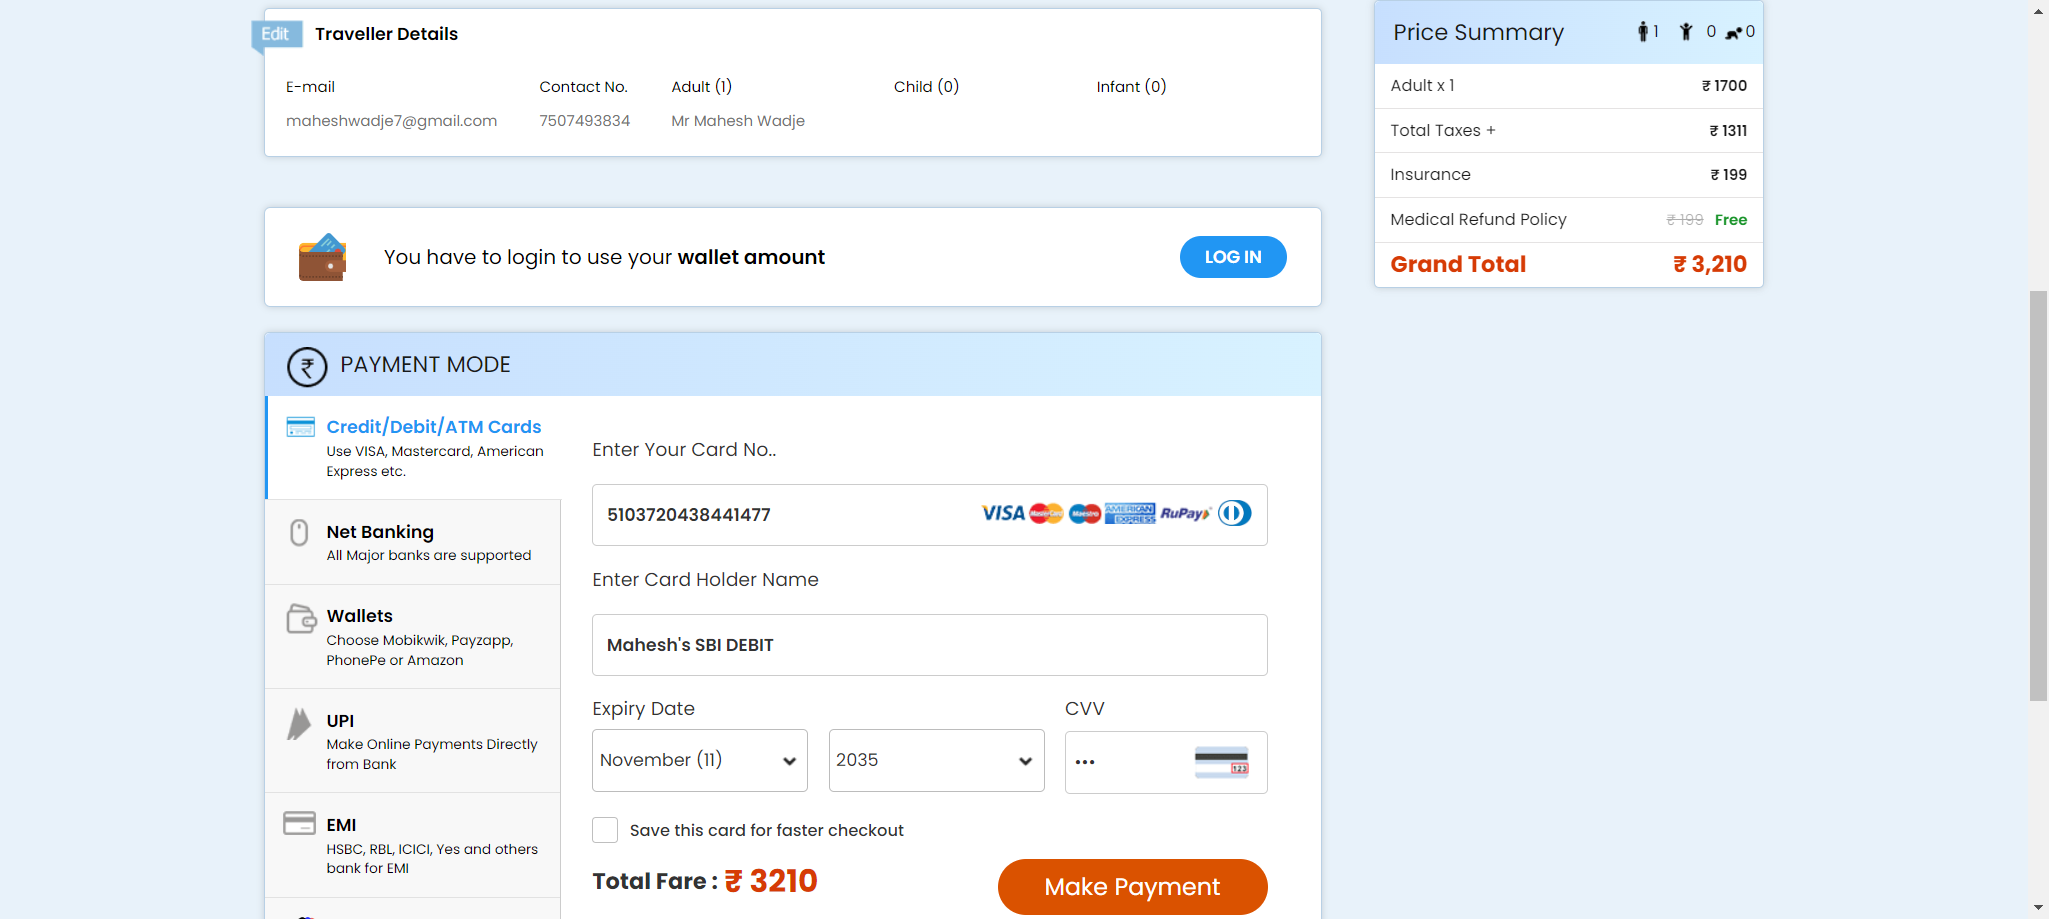 Edit
Traveller Details
E-mail Contact No. Adult (1) Child (0) Infant (0)
maheshwadje7@gmail.com 7507493834 Mr Mahesh Wadje
You have to login to use your wallet amount
LOG IN
₹ PAYMENT MODE
Credit/Debit/ATM Cards
Use VISA, Mastercard, American
Express etc.
Net Banking
All Major banks are supported
Wallets
Choose Mobikwik, Payzapp,
PhonePe or Amazon
UPI
Make Online Payments Directly
from Bank
EMI
HSBC, RBL, ICICI, Yes and others
bank for EMI
Enter Your Card No..
5103720438441477 VISA MasterCard Maestro AMERICAN EXPRESS RuPay
Enter Card Holder Name
Mahesh's SBI DEBIT
Expiry Date CVV
November (11) 2035 ••• 123
Save this card for faster checkout
Total Fare : ₹ 3210 Make Payment
Price Summary 1 0 0
Adult x 1 ₹ 1700
Total Taxes + ₹ 1311
Insurance ₹ 199
Medical Refund Policy ₹ 199 Free
Grand Total ₹ 3,210